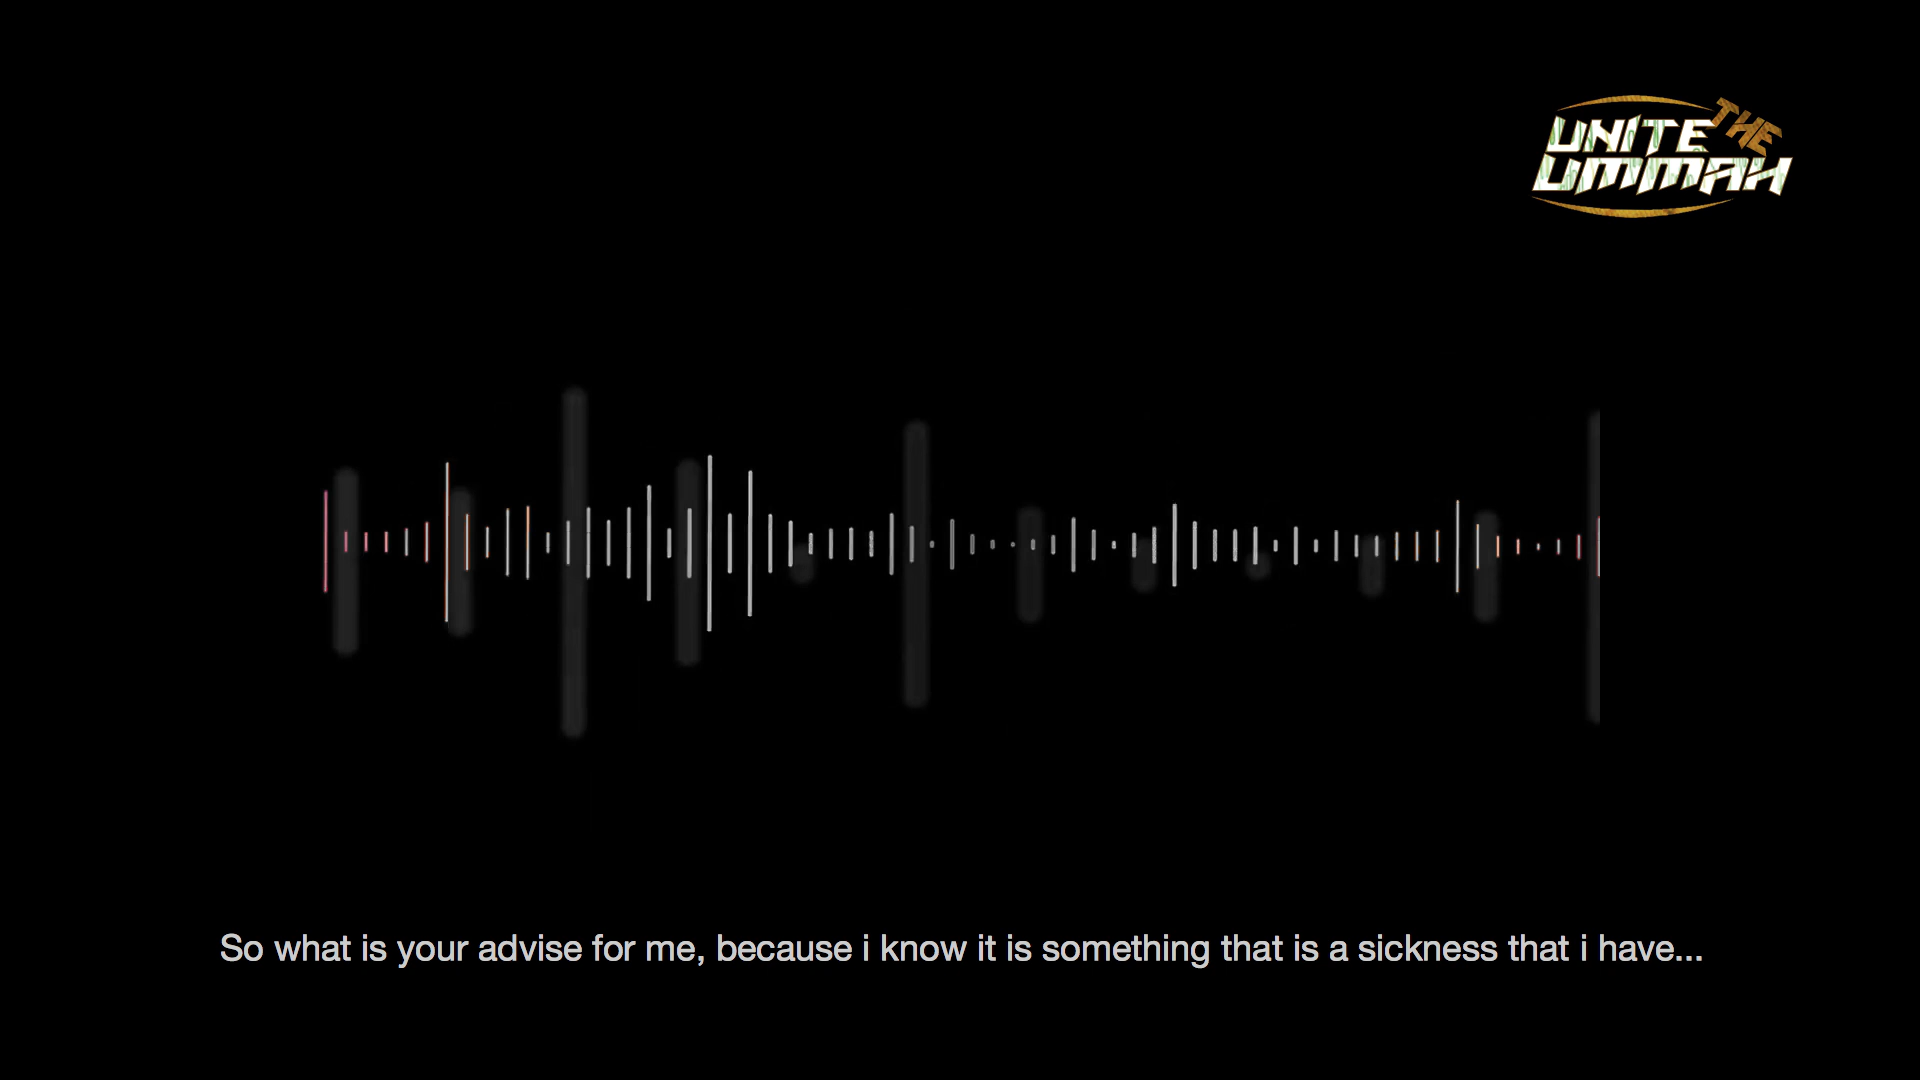 UNITE THE
UMMAH
So what is your advise for me, because i know it is something that is a sickness that i have...